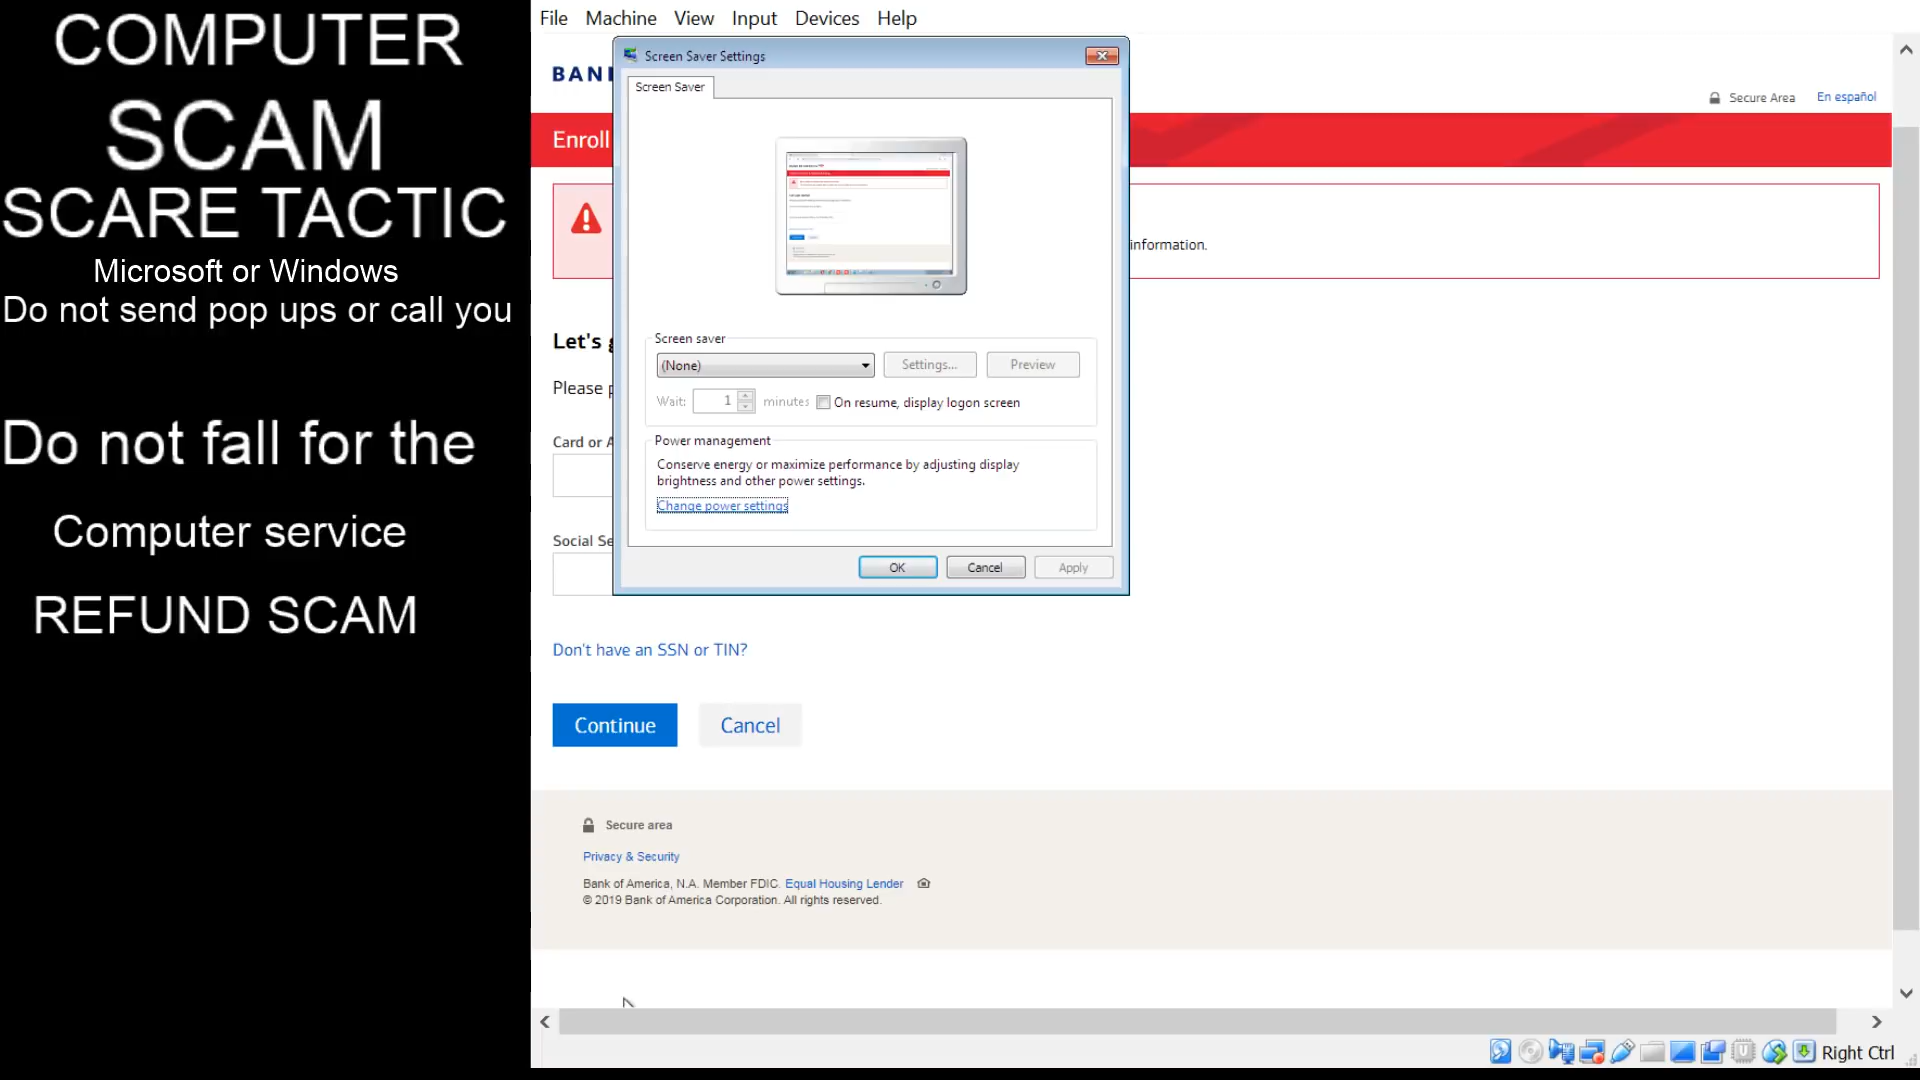 COMPUTER
SCAM
SCARE TACTIC
Microsoft or Windows
Do not send pop ups or call you
Do not fall for the
Computer service
REFUND SCAM
File Machine View Input Devices Help
BAN
Secure Area En español
Enroll
information.
Let's
Please
Card or A
Social Se
Don't have an SSN or TIN?
Continue Cancel
Secure area
Privacy & Security
Bank of America, N.A. Member FDIC. Equal Housing Lender
© 2019 Bank of America Corporation. All rights reserved.
Screen Saver Settings
Screen Saver
Screen saver
(None) Settings... Preview
Wait: 1 minutes On resume, display logon screen
Power management
Conserve energy or maximize performance by adjusting display
brightness and other power settings.
Change power settings
OK Cancel Apply
Right Ctrl